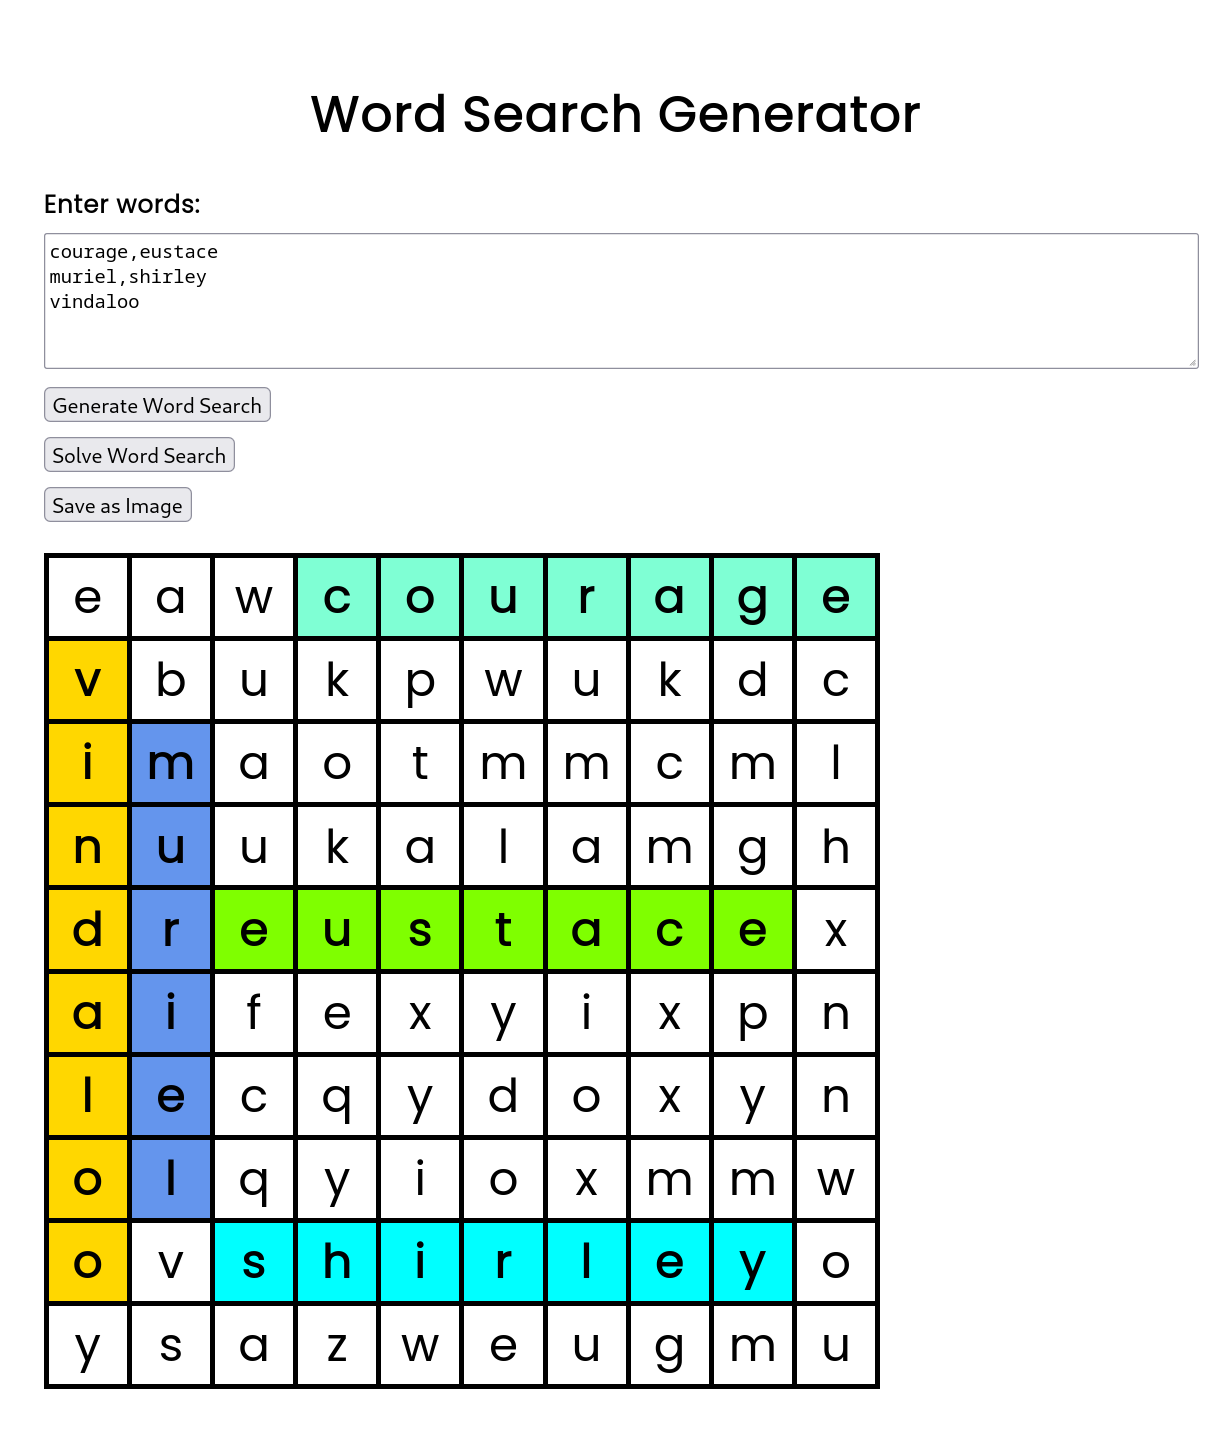 Word Search Generator
Enter words:
courage,eustace
muriel,shirley
vindaloo
Generate Word Search
Solve Word Search
Save as Image
e a w c o u r a g e
v b u k p w u k d c
i m a o t m m c m l
n u u k a l a m g h
d r e u s t a c e x
a i f e x y i x p n
l e c q y d o x y n
o l q y i o x m m w
o v s h i r l e y o
y s a z w e u g m u